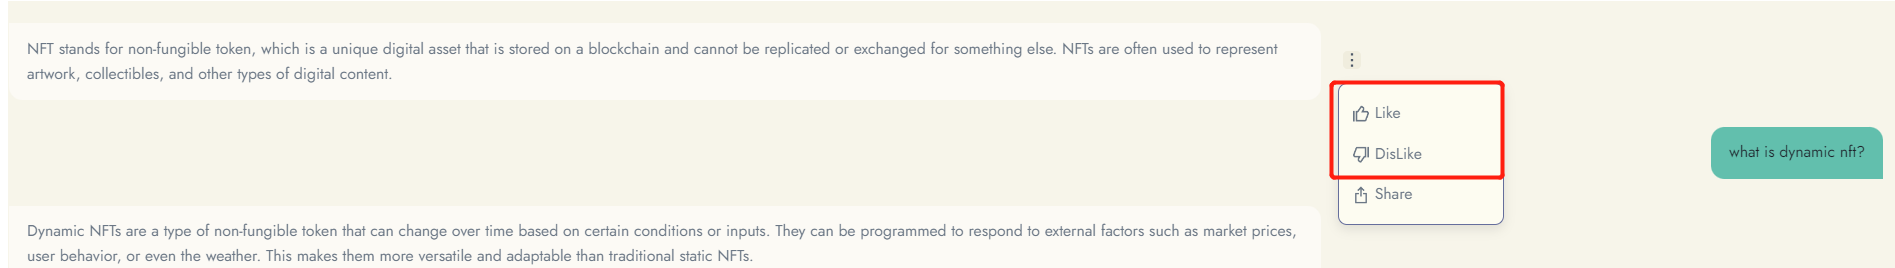 NFT stands for non-fungible token, which is a unique digital asset that is stored on a blockchain and cannot be replicated or exchanged for something else. NFTs are often used to represent
artwork, collectibles, and other types of digital content.
Like
DisLike
Share
what is dynamic nft?
Dynamic NFTs are a type of non-fungible token that can change over time based on certain conditions or inputs. They can be programmed to respond to external factors such as market prices,
user behavior, or even the weather. This makes them more versatile and adaptable than traditional static NFTs.